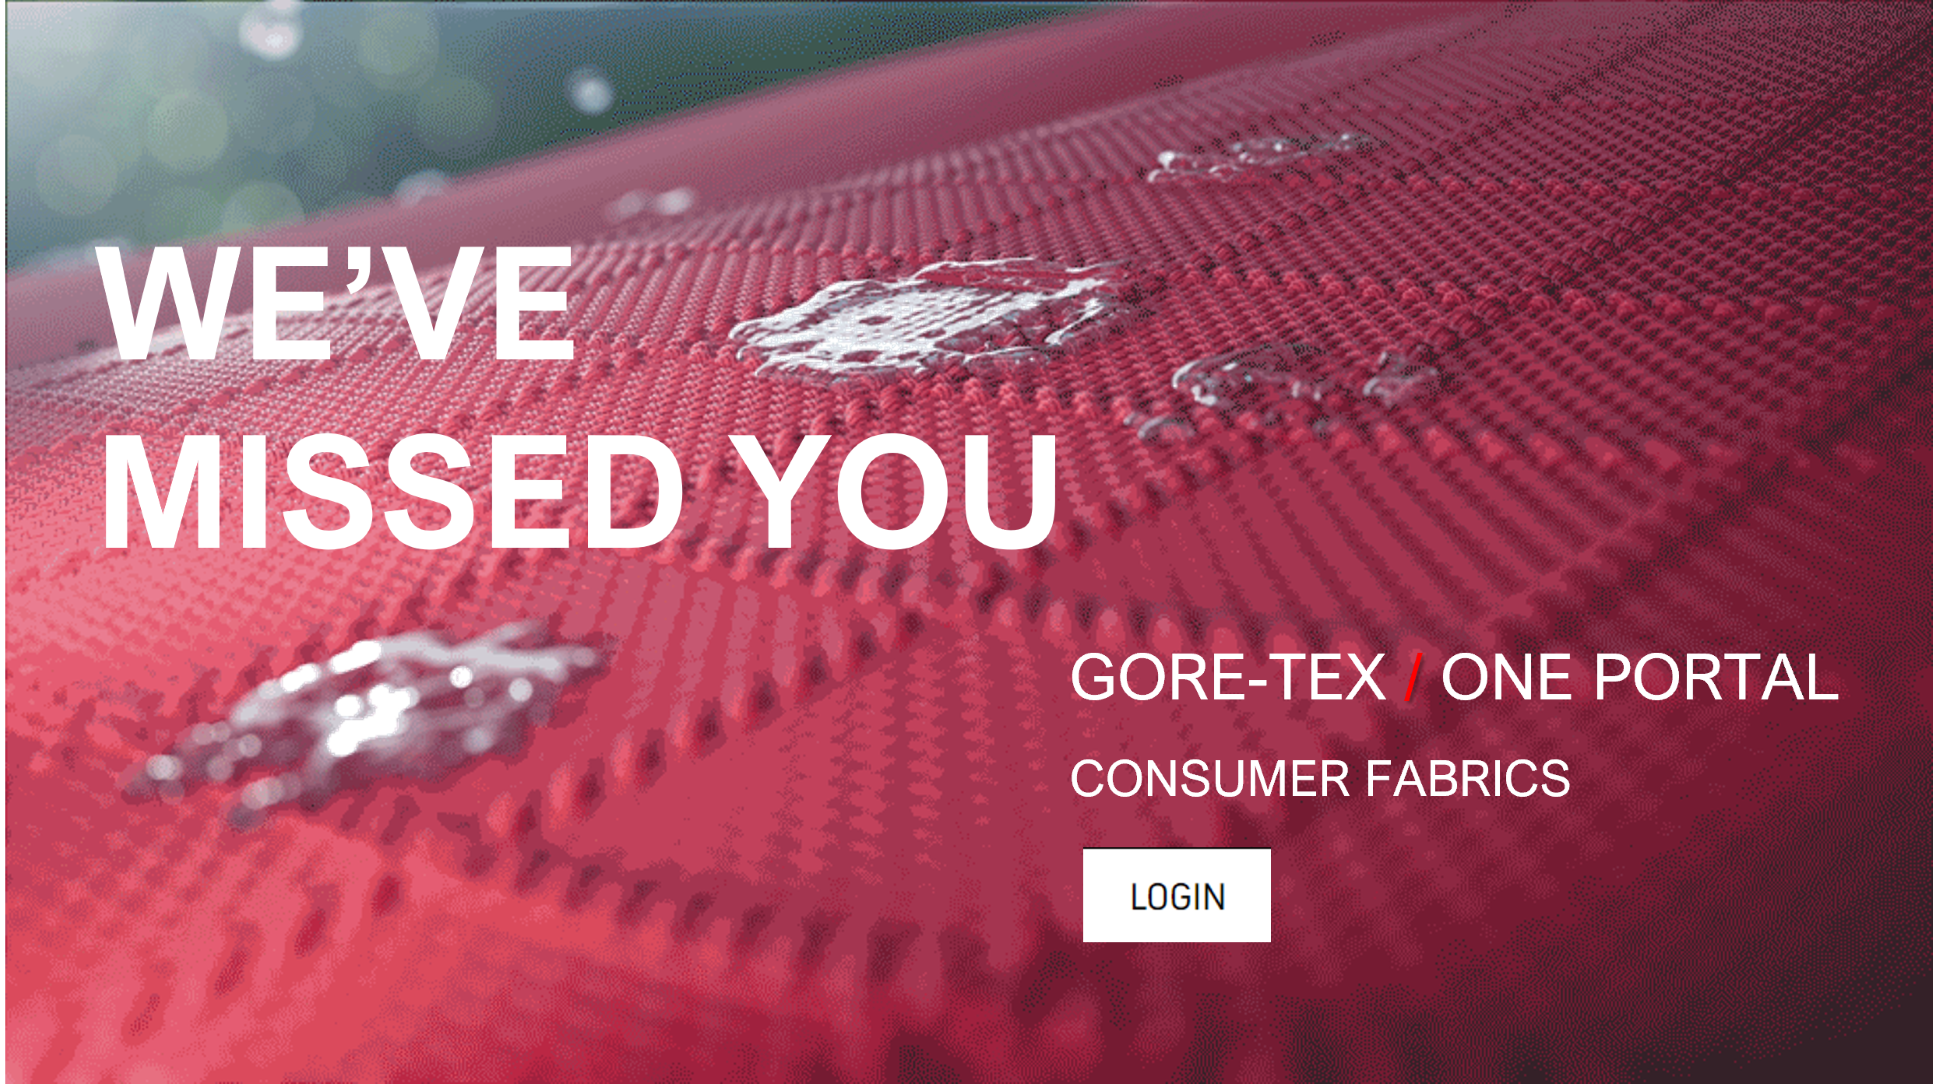 WE’VE
MISSED YOU
GORE-TEX / ONE PORTAL
CONSUMER FABRICS
LOGIN